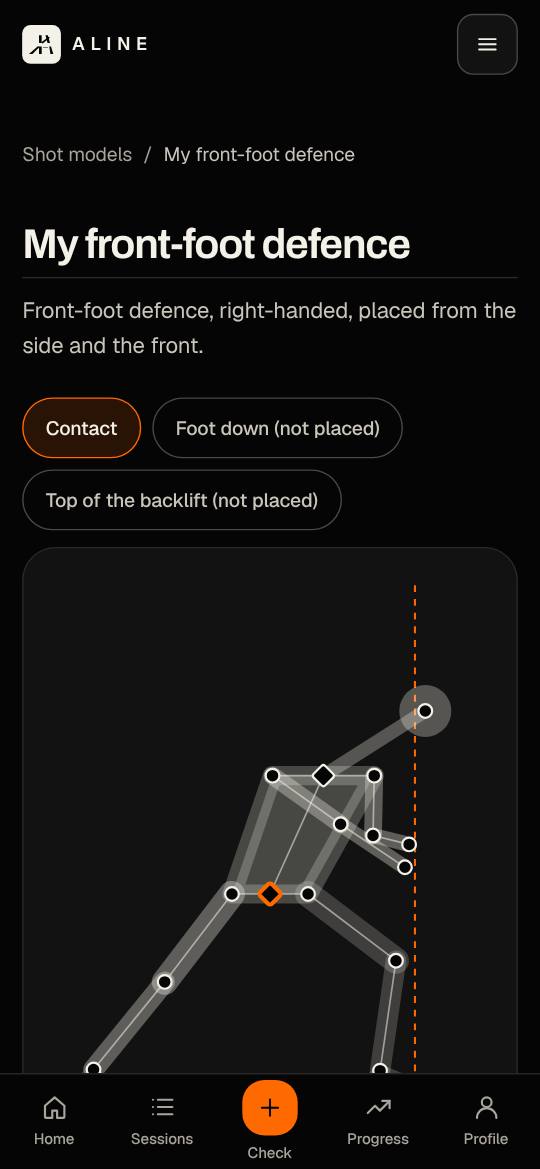 ALINE
Shot models / My front-foot defence
My front-foot defence
Front-foot defence, right-handed, placed from the
side and the front.
Contact
Foot down (not placed)
Top of the backlift (not placed)
Home
Sessions
Check
Progress
Profile